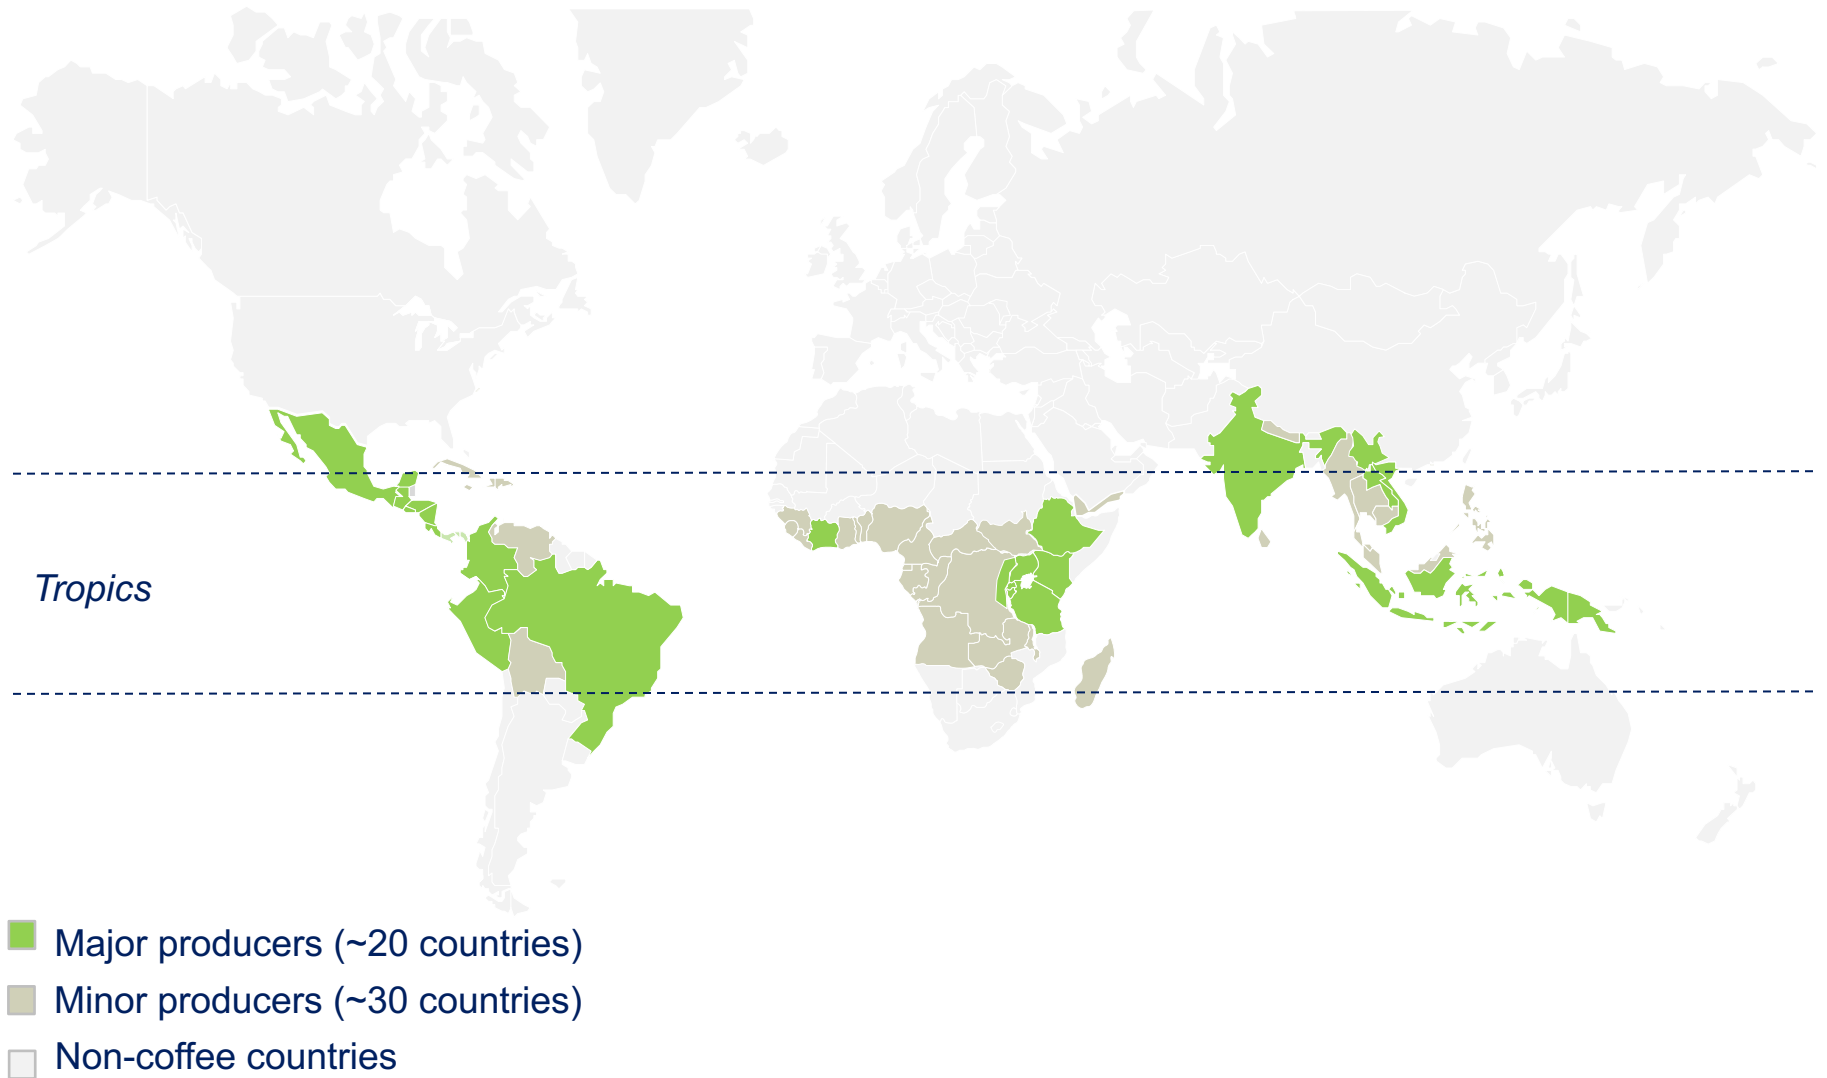 Tropics
Major producers (~20 countries)
Minor producers (~30 countries)
Non-coffee countries